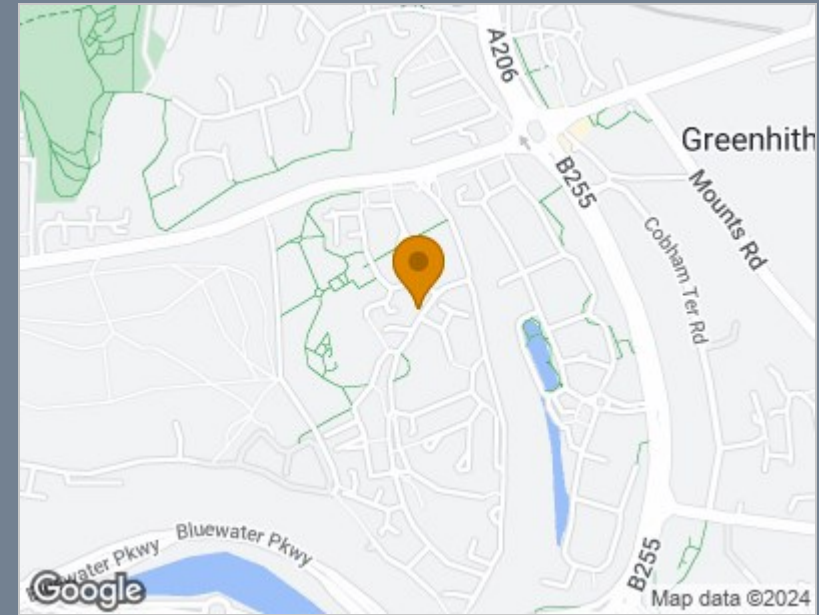 A206
Greenhith
B255
Mounts Rd
Cobham Ter Rd
Bluewater Pkwy
Bluewater Pkwy
B255
Google
Map data ©2024